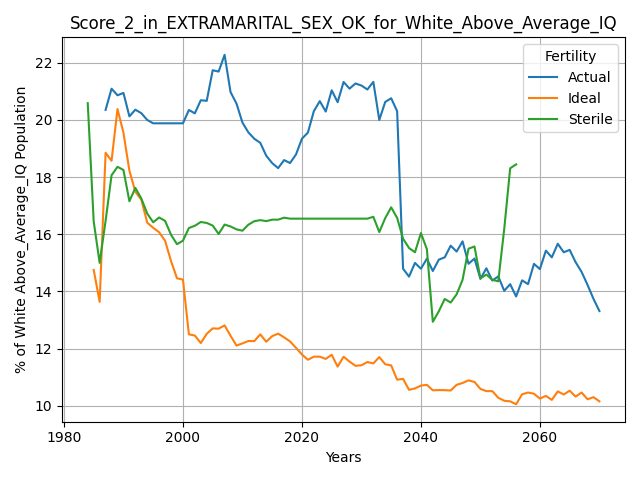 Score_2_in_EXTRAMARITAL_SEX_OK_for_White_Above_Average_IQ
Fertility
Actual
Ideal
Sterile
% of White Above_Average_IQ Population
22
20
18
16
14
12
10
1980
2000
2020
2040
2060
Years